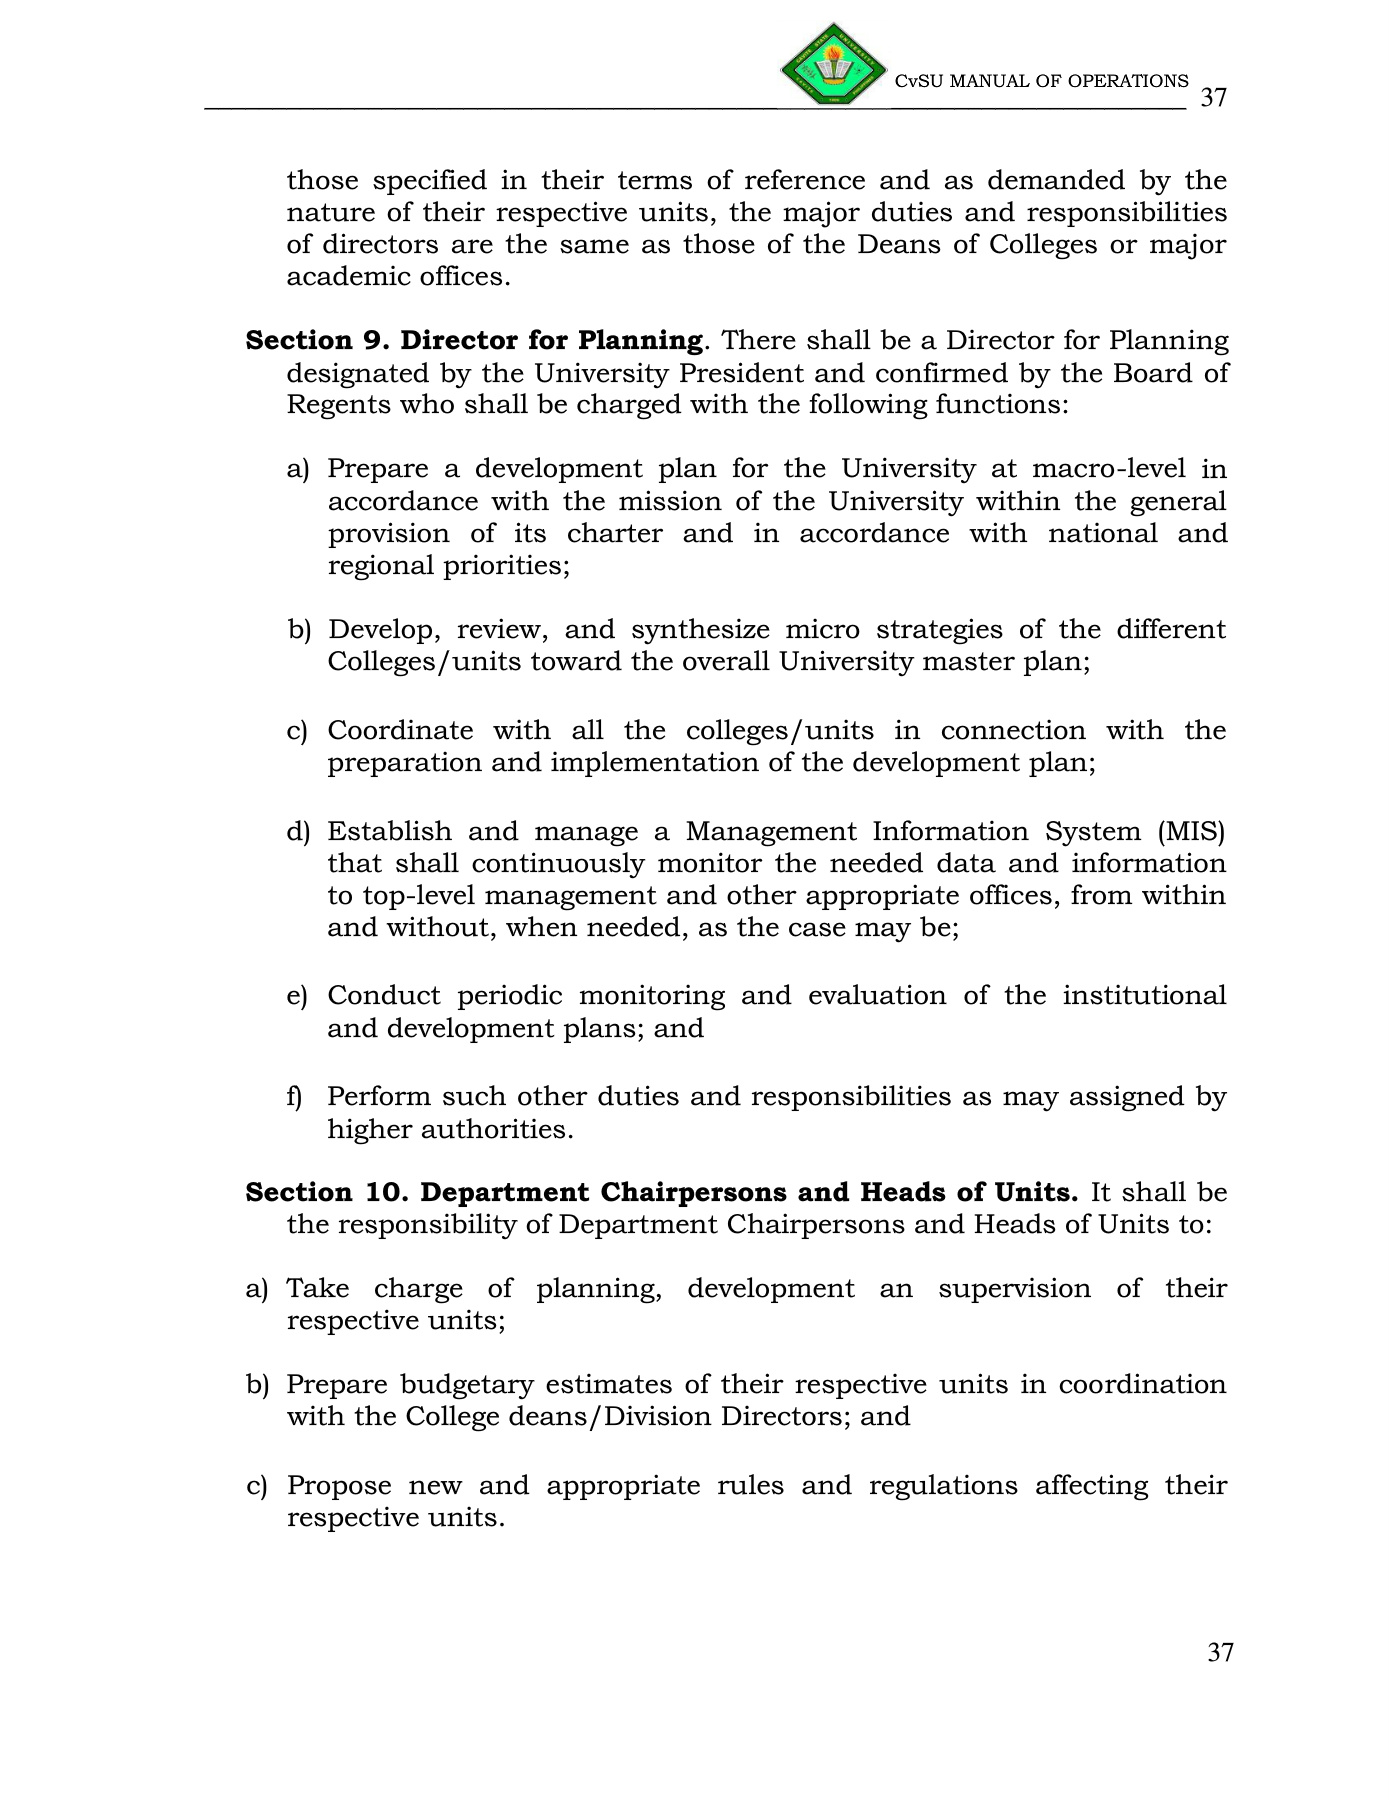 CvSU MANUAL OF OPERATIONS 37
those specified in their terms of reference and as demanded by the
nature of their respective units, the major duties and responsibilities
of directors are the same as those of the Deans of Colleges or major
academic offices.
Section 9. Director for Planning. There shall be a Director for Planning
designated by the University President and confirmed by the Board of
Regents who shall be charged with the following functions:
a) Prepare a development plan for the University at macro-level in
accordance with the mission of the University within the general
provision of its charter and in accordance with national and
regional priorities;
b) Develop, review, and synthesize micro strategies of the different
Colleges/units toward the overall University master plan;
c) Coordinate with all the colleges/units in connection with the
preparation and implementation of the development plan;
d) Establish and manage a Management Information System (MIS)
that shall continuously monitor the needed data and information
to top-level management and other appropriate offices, from within
and without, when needed, as the case may be;
e) Conduct periodic monitoring and evaluation of the institutional
and development plans; and
f) Perform such other duties and responsibilities as may assigned by
higher authorities.
Section 10. Department Chairpersons and Heads of Units. It shall be
the responsibility of Department Chairpersons and Heads of Units to:
a) Take charge of planning, development an supervision of their
respective units;
b) Prepare budgetary estimates of their respective units in coordination
with the College deans/Division Directors; and
c) Propose new and appropriate rules and regulations affecting their
respective units.
37